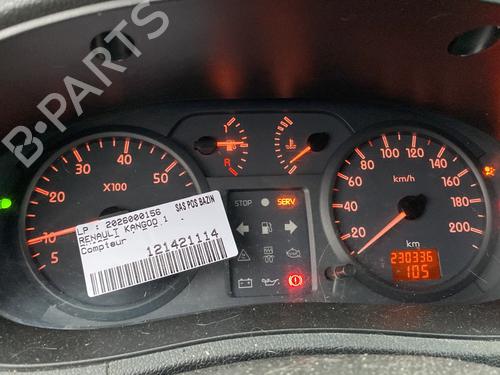 B-PARTS
LP : 2026000156 SAS POS BAZIN
RENAULT KANGOO 1
Compteur
121421114
5 10 20 30 40 50
X100
R
STOP SERV
20 40 60 80 100 120 140 160 180 200
km/h
km
230336
105